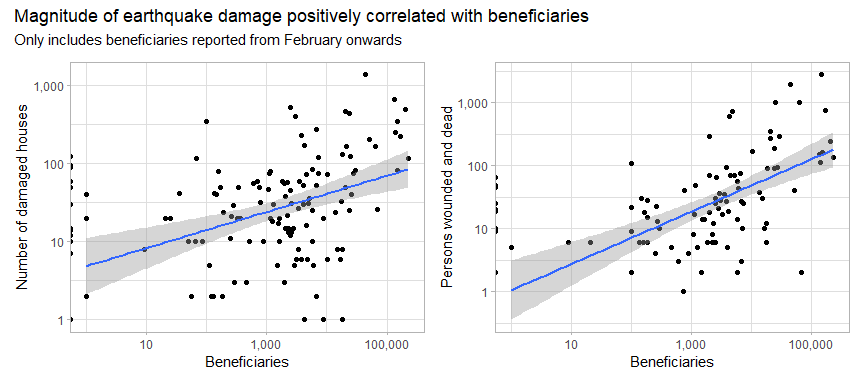 Magnitude of earthquake damage positively correlated with beneficiaries
Only includes beneficiaries reported from February onwards
Number of damaged houses
1,000
100
10
1
10
1,000
100,000
Beneficiaries
Persons wounded and dead
1,000
100
10
1
10
1,000
100,000
Beneficiaries